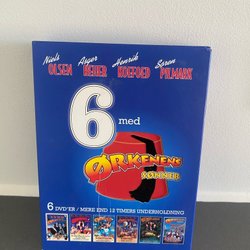 Niels Asger Henrik Søren
OLSEN REHER KOEFOED PILMARK
6 med
ØRKENENS
SØNNER
6 DVD'ER / MERE END 12 TIMERS UNDERHOLDNING